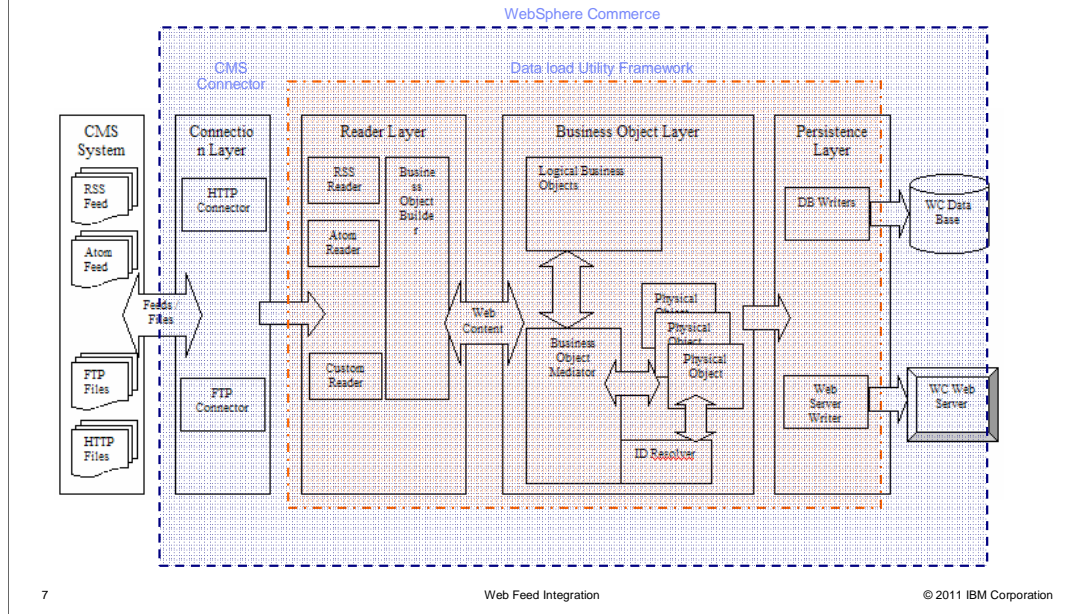 WebSphere Commerce
CMS
Connector
Data load Utility Framework
CMS
System
RSS
Feed
Atom
Feed
Feeds /
Files
FTP
Files
HTTP
Files
Connectio
n Layer
HTTP
Connector
FTP
Connector
Reader Layer
RSS
Reader
Atom
Reader
Custom
Reader
Busine
ss
Object
Builde
r
Web
Content
Business Object Layer
Logical Business
Objects
Business
Object
Mediator
Physical
Object
Physical
Object
Physical
Object
ID Resolver
Persistence
Layer
DB Writers
Web
Server
Writer
WC Data
Base
WC Web
Server
7
Web Feed Integration
© 2011 IBM Corporation